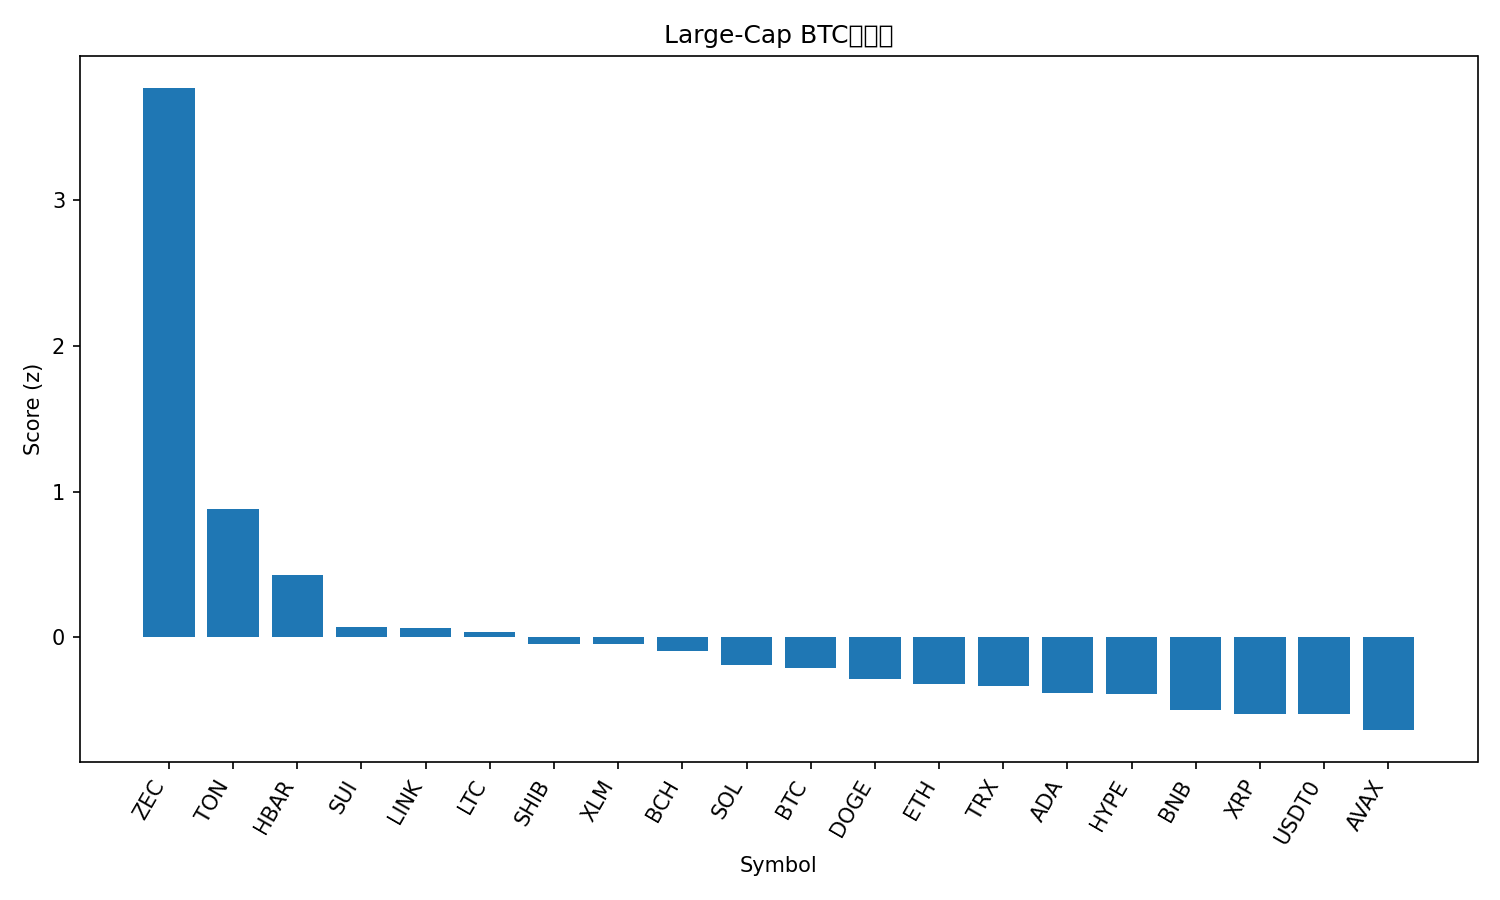 Large-Cap BTC
Score (z)
3
2
1
0
ZEC
TON
HBAR
SUI
LINK
LTC
SHIB
XLM
BCH
SOL
BTC
DOGE
ETH
TRX
ADA
HYPE
BNB
XRP
USDT0
AVAX
Symbol